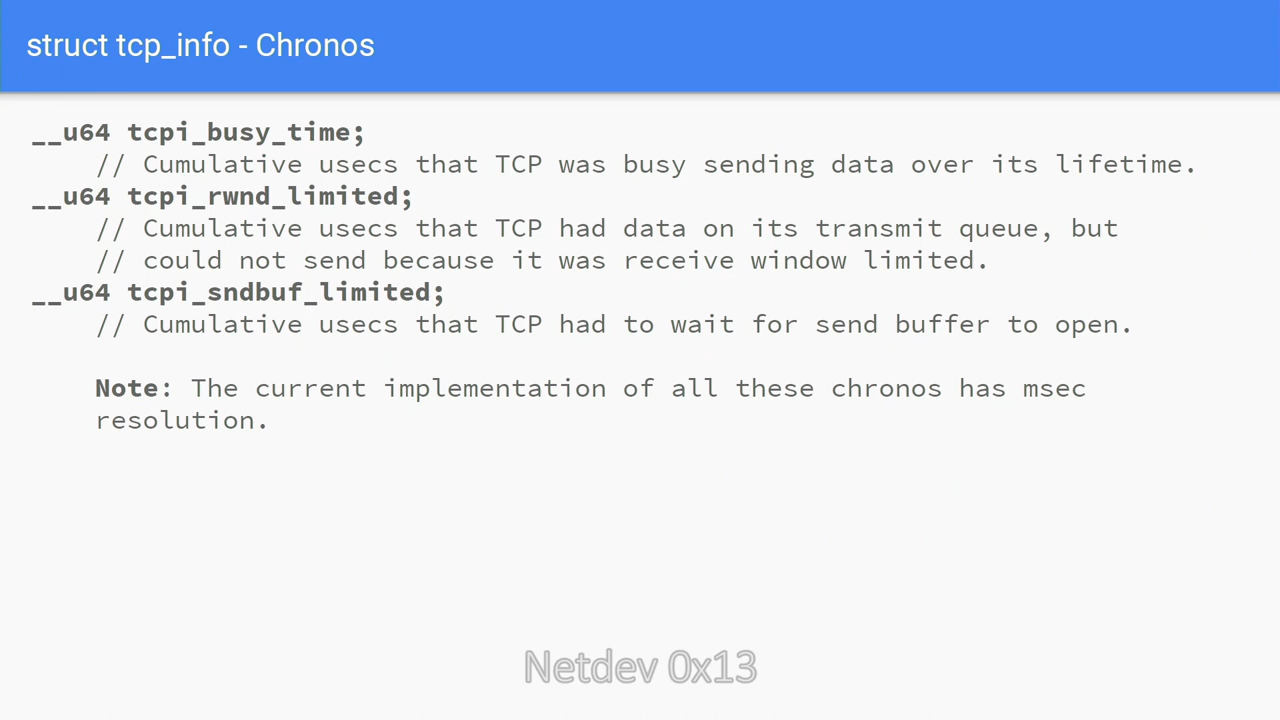 struct tcp_info - Chronos
__u64 tcpi_busy_time;
// Cumulative usecs that TCP was busy sending data over its lifetime.
__u64 tcpi_rwnd_limited;
// Cumulative usecs that TCP had data on its transmit queue, but
// could not send because it was receive window limited.
__u64 tcpi_sndbuf_limited;
// Cumulative usecs that TCP had to wait for send buffer to open.
Note: The current implementation of all these chronos has msec
resolution.
Netdev 0x13